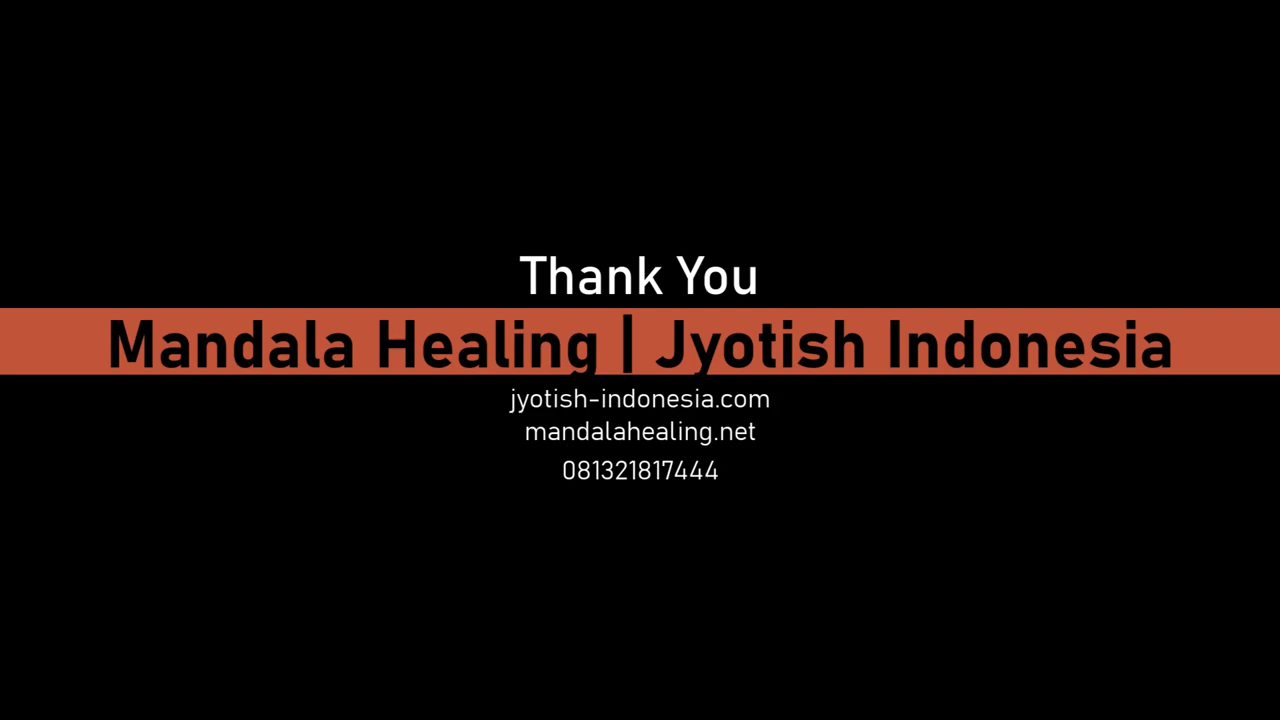 Thank You
Mandala Healing | Jyotish Indonesia
jyotish-indonesia.com
mandalahealing.net
081321817444